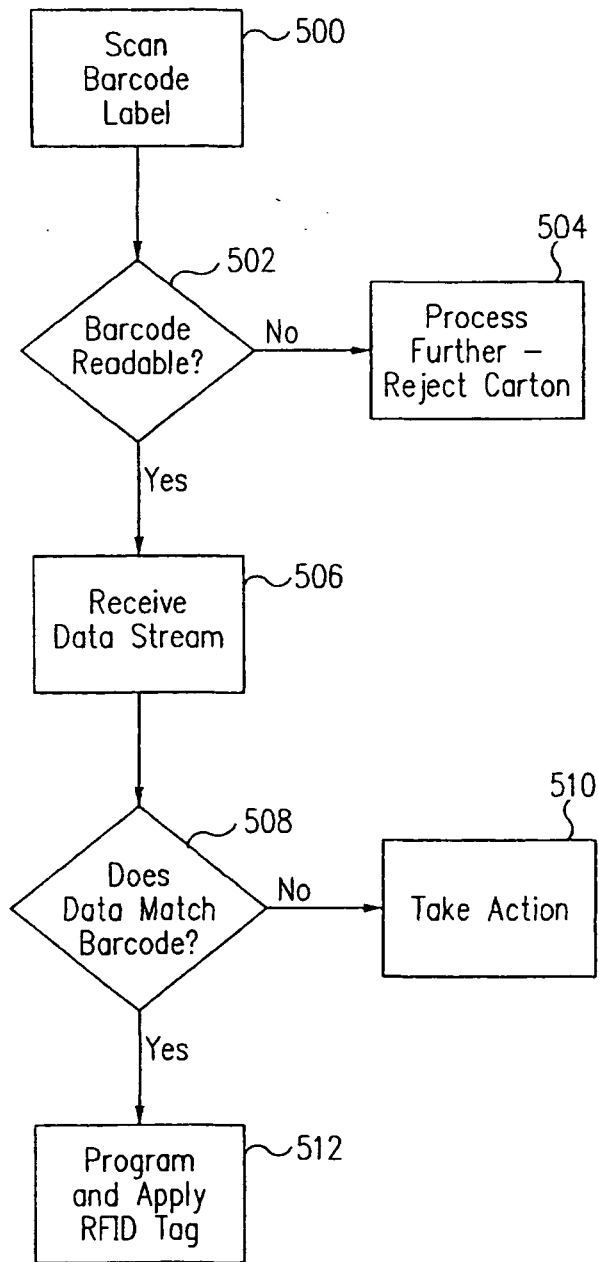 Scan
Barcode
Label
500
502
Barcode
Readable?
No
504
Process
Further –
Reject Carton
Yes
Receive
Data Stream
506
508
Does
Data Match
Barcode?
No
510
Take Action
Yes
Program
and Apply
RFID Tag
512